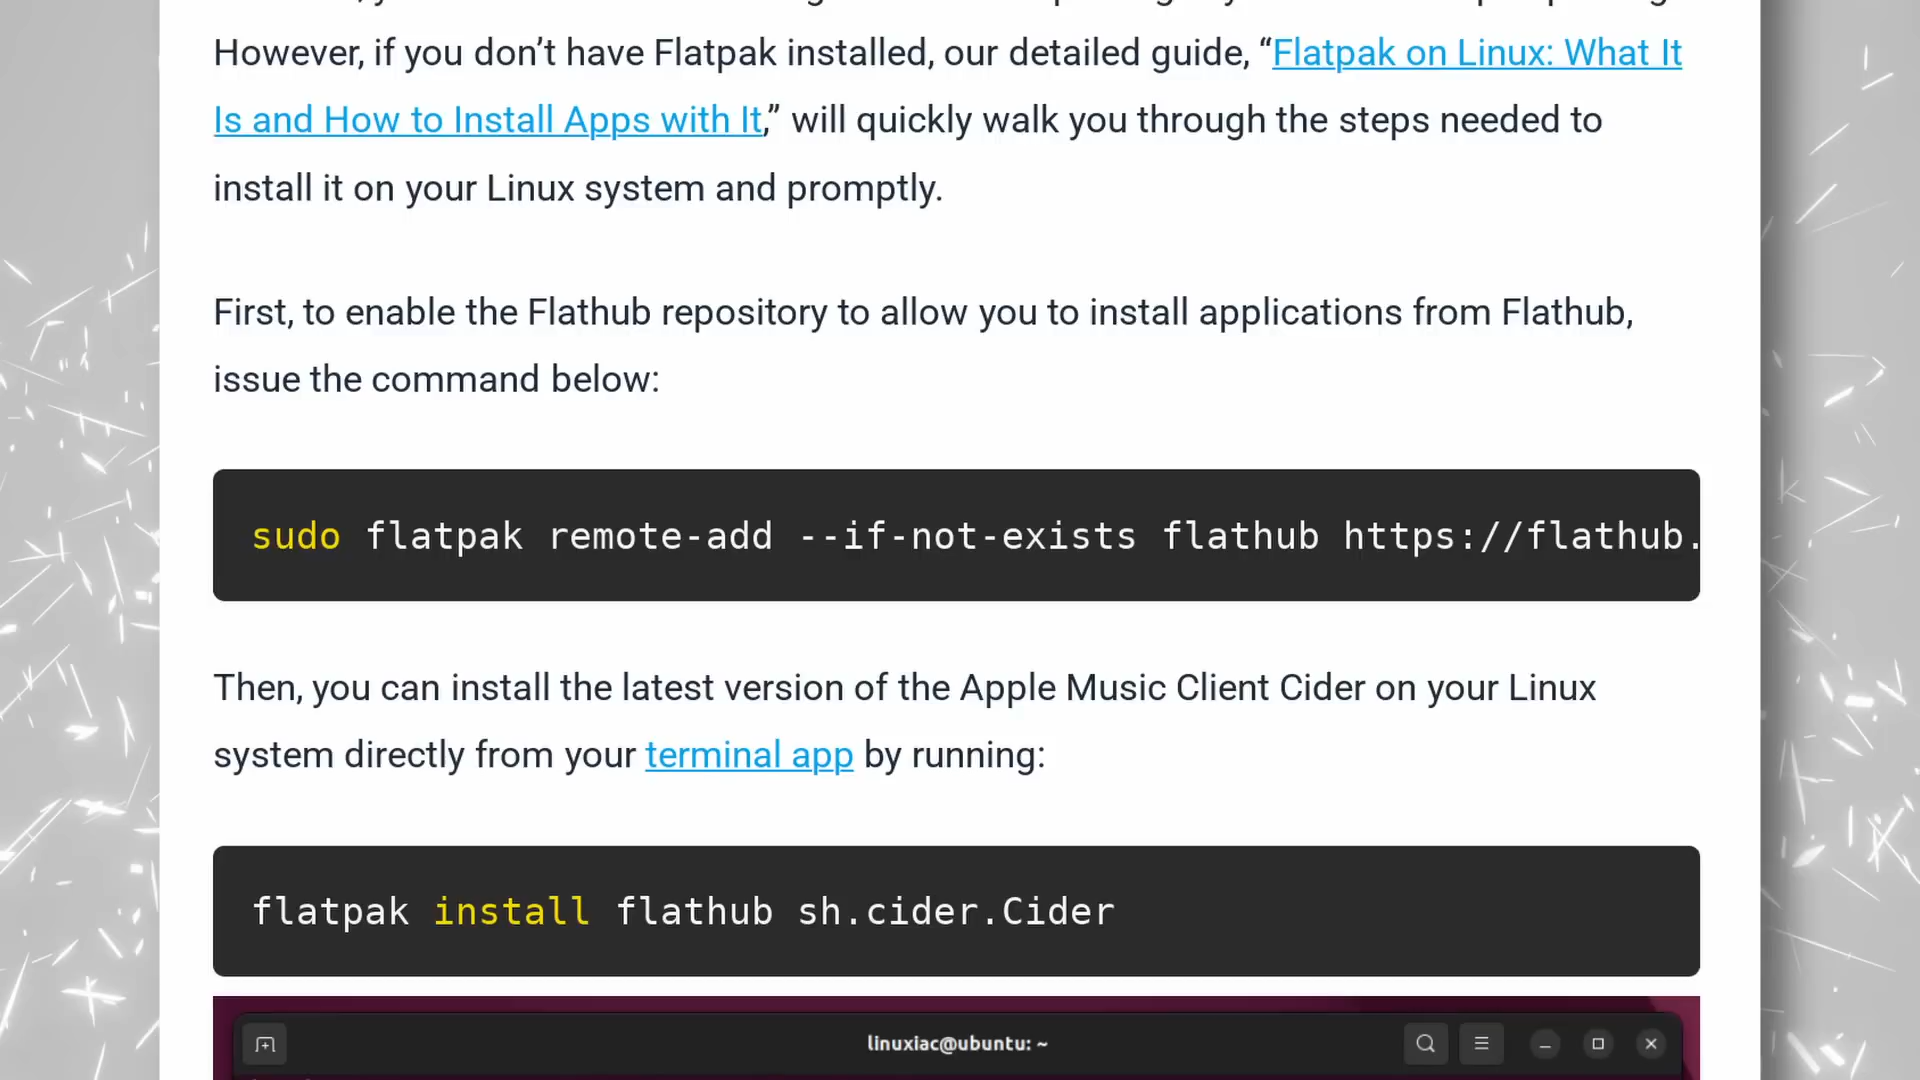 However, if you don’t have Flatpak installed, our detailed guide, “Flatpak on Linux: What It
Is and How to Install Apps with It,” will quickly walk you through the steps needed to
install it on your Linux system and promptly.
First, to enable the Flathub repository to allow you to install applications from Flathub,
issue the command below:
sudo flatpak remote-add --if-not-exists flathub https://flathub.
Then, you can install the latest version of the Apple Music Client Cider on your Linux
system directly from your terminal app by running:
flatpak install flathub sh.cider.Cider
linuxiac@ubuntu: ~